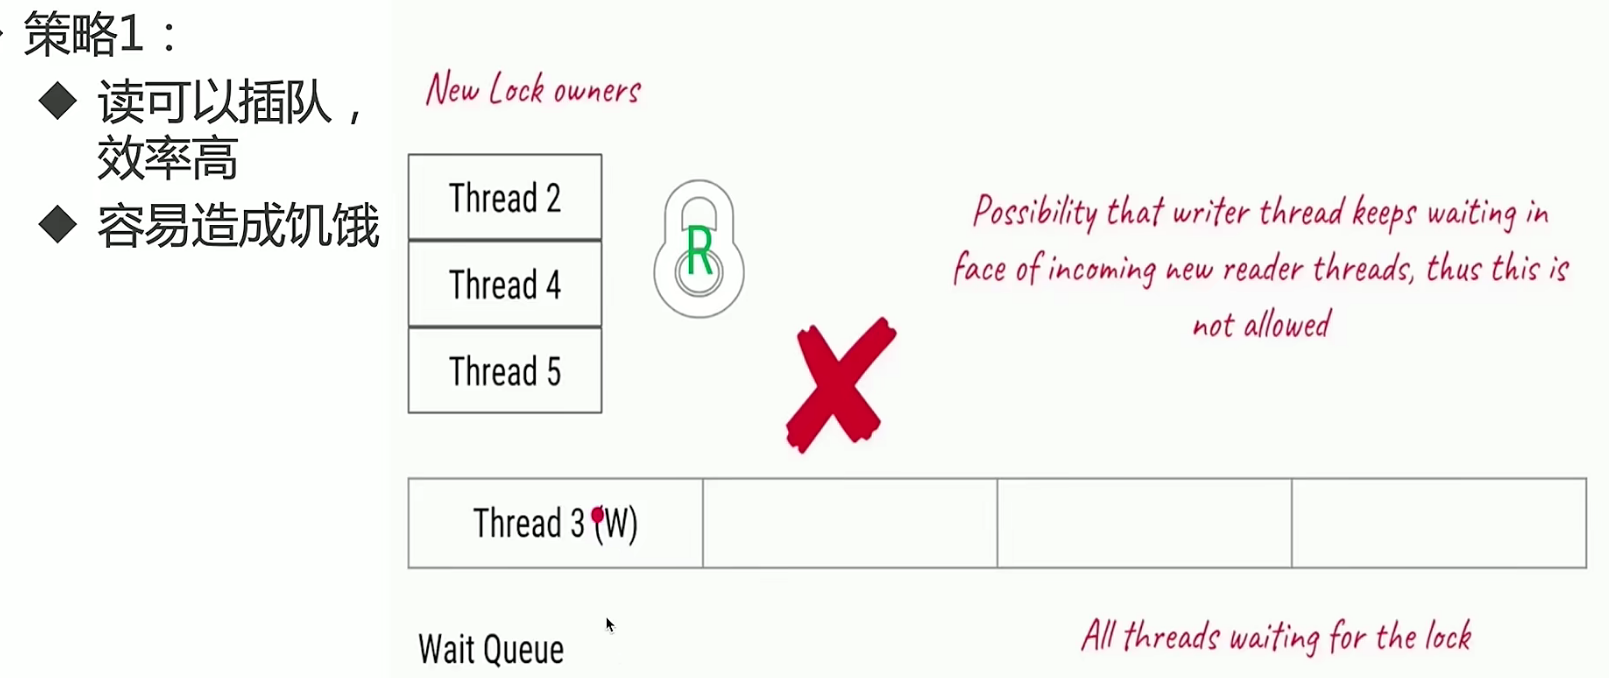 策略1：
读可以插队，
效率高
容易造成饥饿
New Lock owners
Thread 2
Thread 4
Thread 5
R
Possibility that writer thread keeps waiting in
face of incoming new reader threads, thus this is
not allowed
Thread 3 (W)
Wait Queue
All threads waiting for the lock